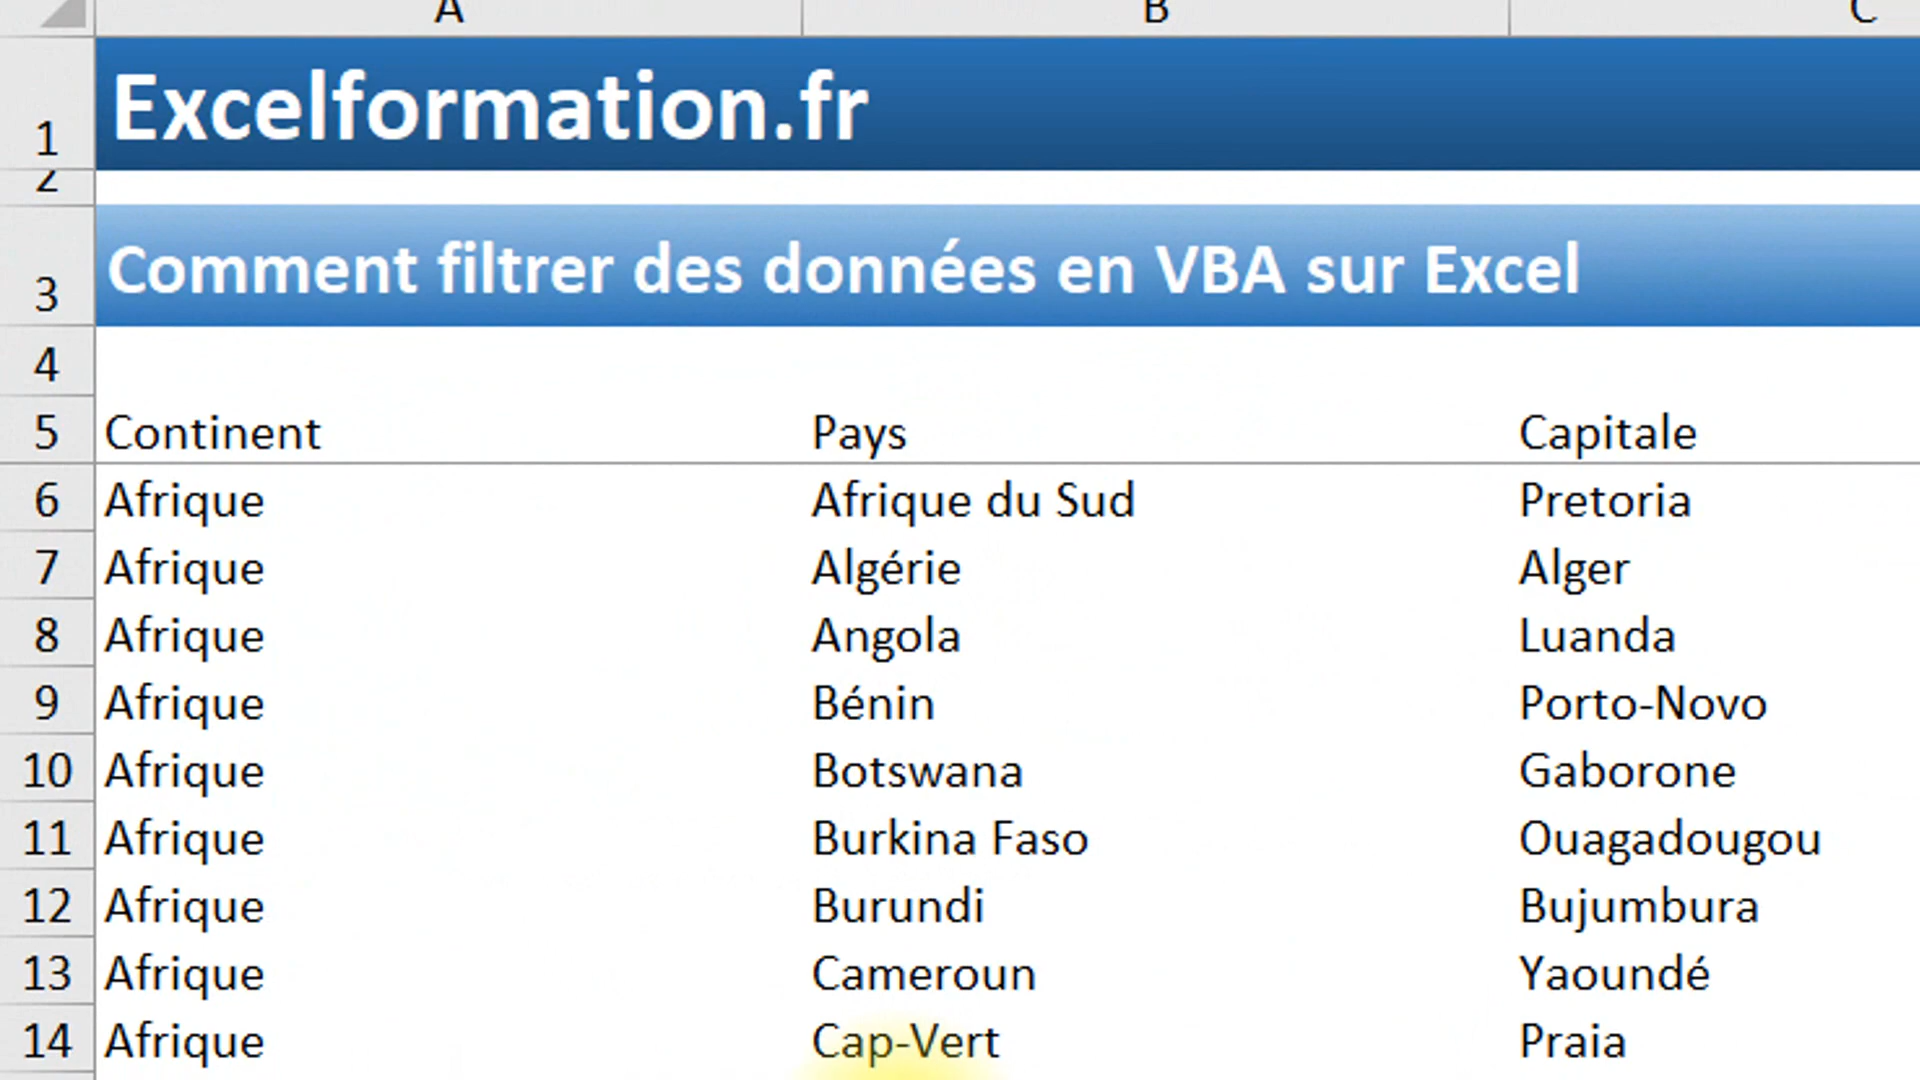 A B C
1 Excelformation.fr
2
3 Comment filtrer des données en VBA sur Excel
4
5 Continent Pays Capitale
6 Afrique Afrique du Sud Pretoria
7 Afrique Algérie Alger
8 Afrique Angola Luanda
9 Afrique Bénin Porto-Novo
10 Afrique Botswana Gaborone
11 Afrique Burkina Faso Ouagadougou
12 Afrique Burundi Bujumbura
13 Afrique Cameroun Yaoundé
14 Afrique Cap-Vert Praia